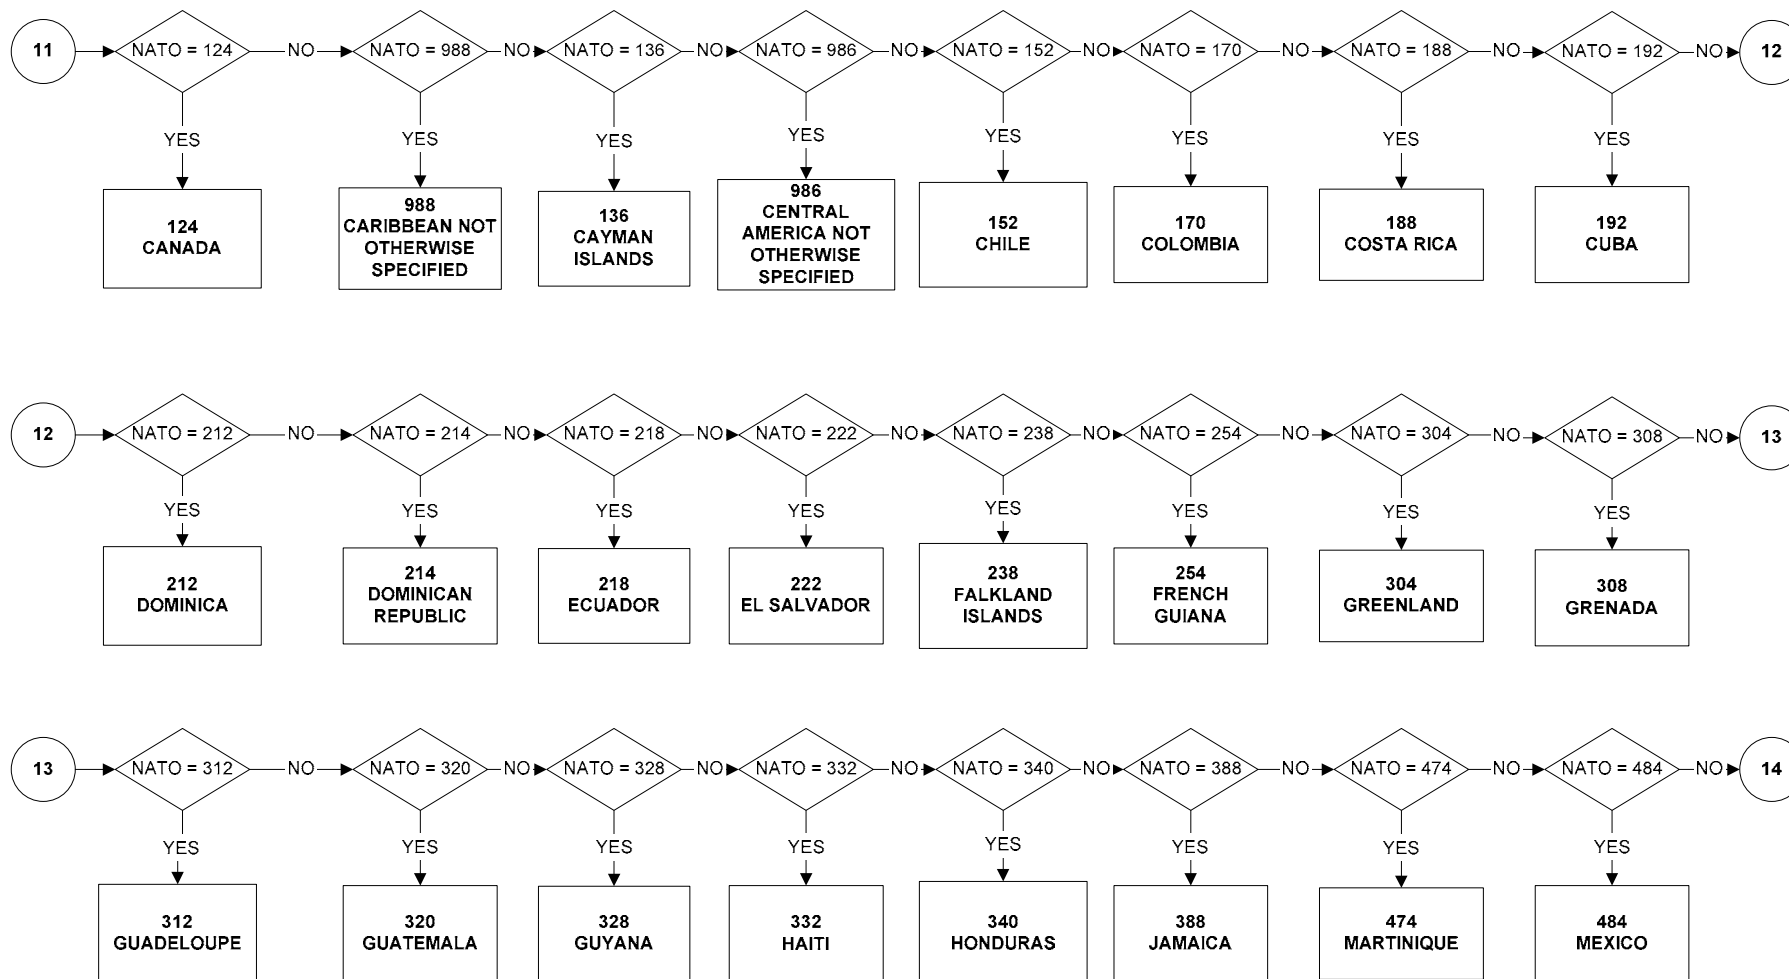 11 NATO = 124 NO NATO = 988 NO NATO = 136 NO NATO = 986 NO NATO = 152 NO NATO = 170 NO NATO = 188 NO NATO = 192 NO 12
YES YES YES YES YES YES YES YES
124
CANADA
988
CARIBBEAN NOT
OTHERWISE
SPECIFIED
136
CAYMAN
ISLANDS
986
CENTRAL
AMERICA NOT
OTHERWISE
SPECIFIED
152
CHILE
170
COLOMBIA
188
COSTA RICA
192
CUBA
12 NATO = 212 NO NATO = 214 NO NATO = 218 NO NATO = 222 NO NATO = 238 NO NATO = 254 NO NATO = 304 NO NATO = 308 NO 13
YES YES YES YES YES YES YES YES
212
DOMINICA
214
DOMINICAN
REPUBLIC
218
ECUADOR
222
EL SALVADOR
238
FALKLAND
ISLANDS
254
FRENCH
GUIANA
304
GREENLAND
308
GRENADA
13 NATO = 312 NO NATO = 320 NO NATO = 328 NO NATO = 332 NO NATO = 340 NO NATO = 388 NO NATO = 474 NO NATO = 484 NO 14
YES YES YES YES YES YES YES YES
312
GUADELOUPE
320
GUATEMALA
328
GUYANA
332
HAITI
340
HONDURAS
388
JAMAICA
474
MARTINIQUE
484
MEXICO